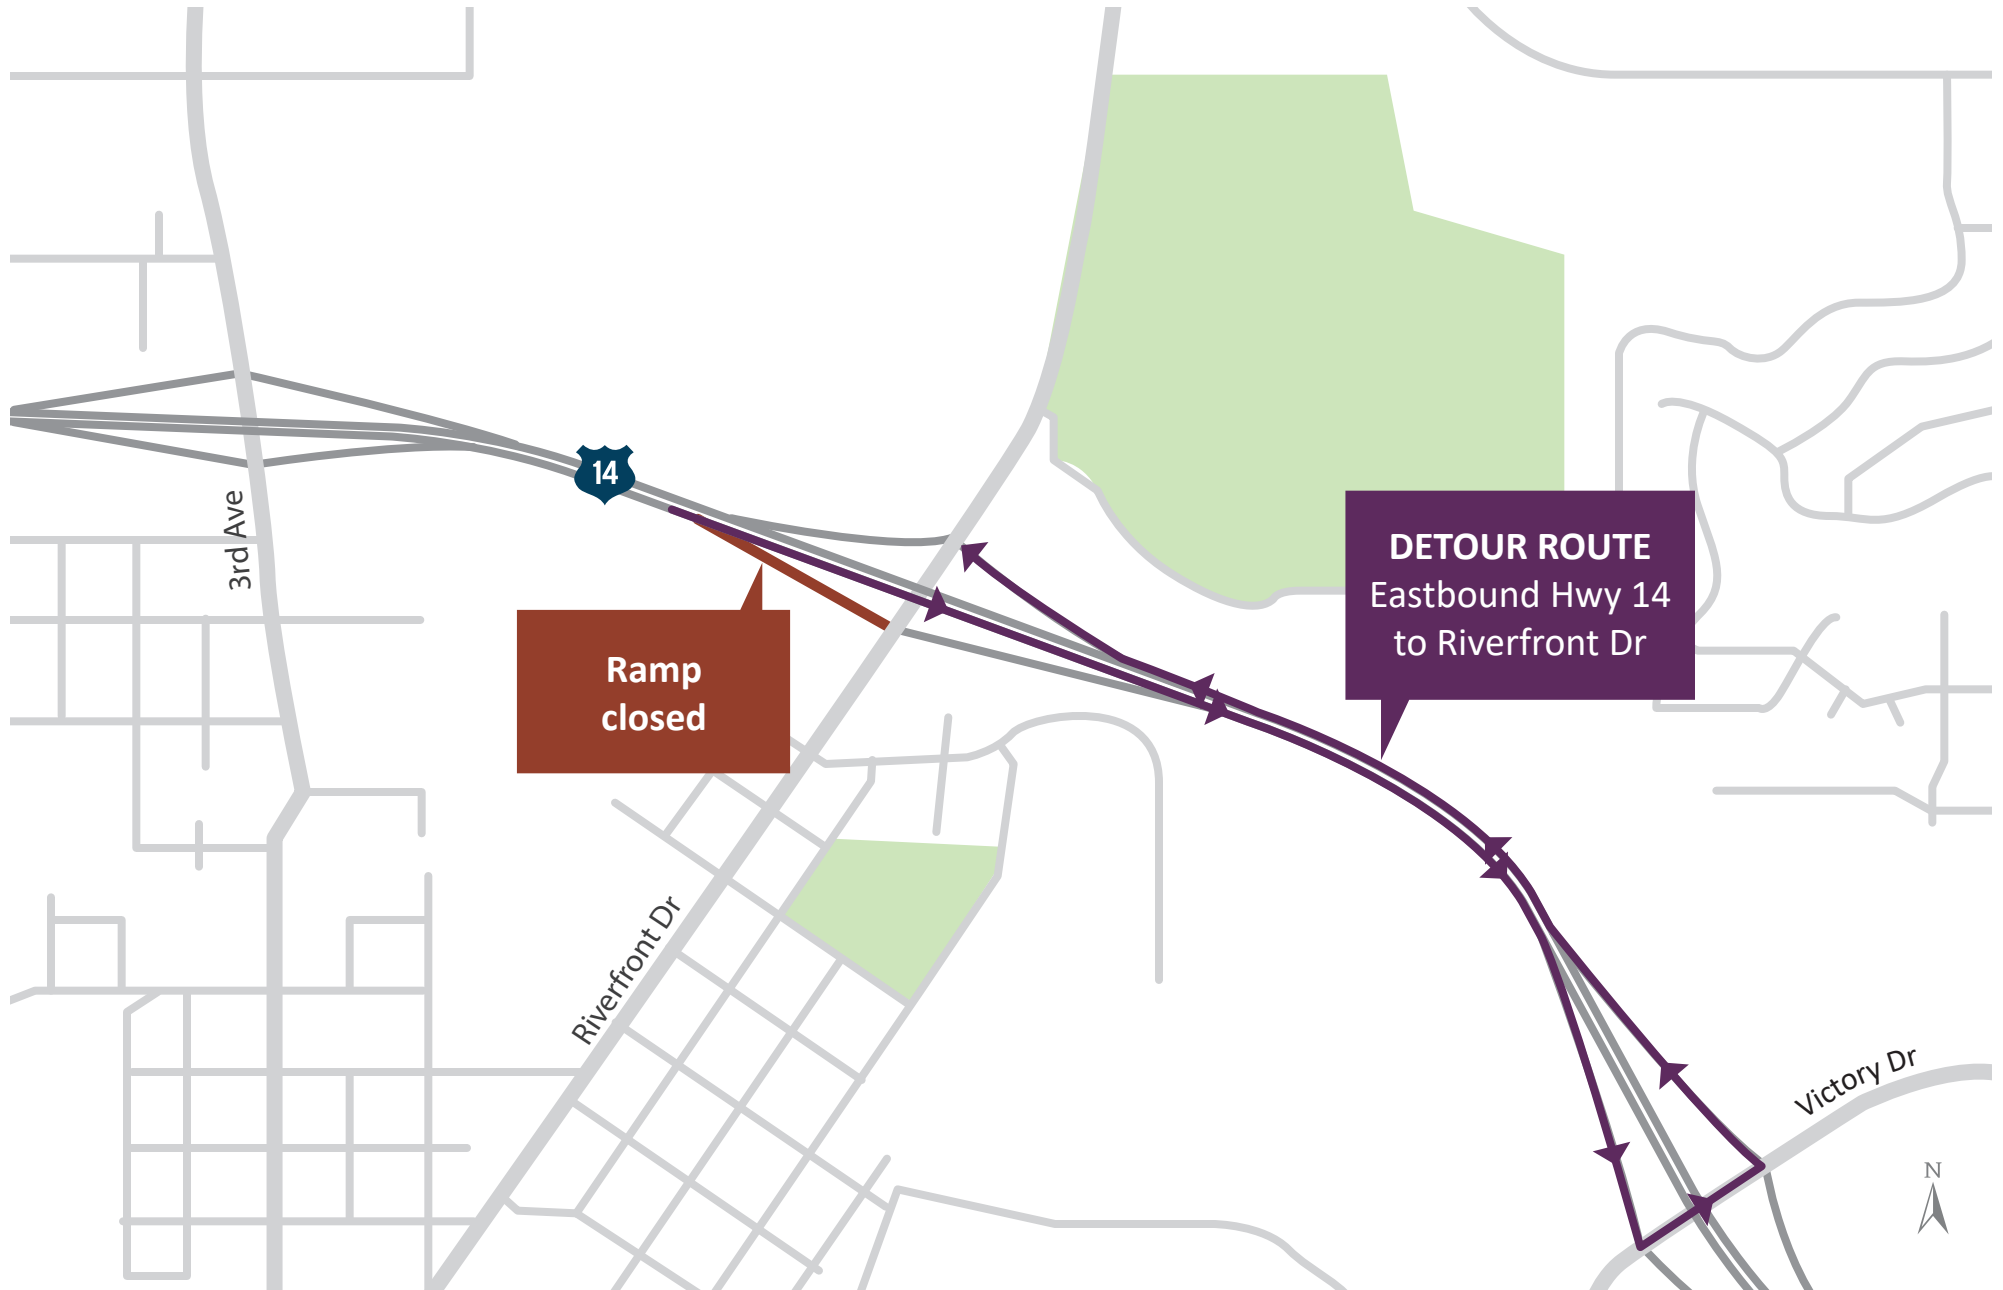 14
3rd Ave
DETOUR ROUTE
Eastbound Hwy 14
to Riverfront Dr
Ramp
closed
Riverfront Dr
Victory Dr
N